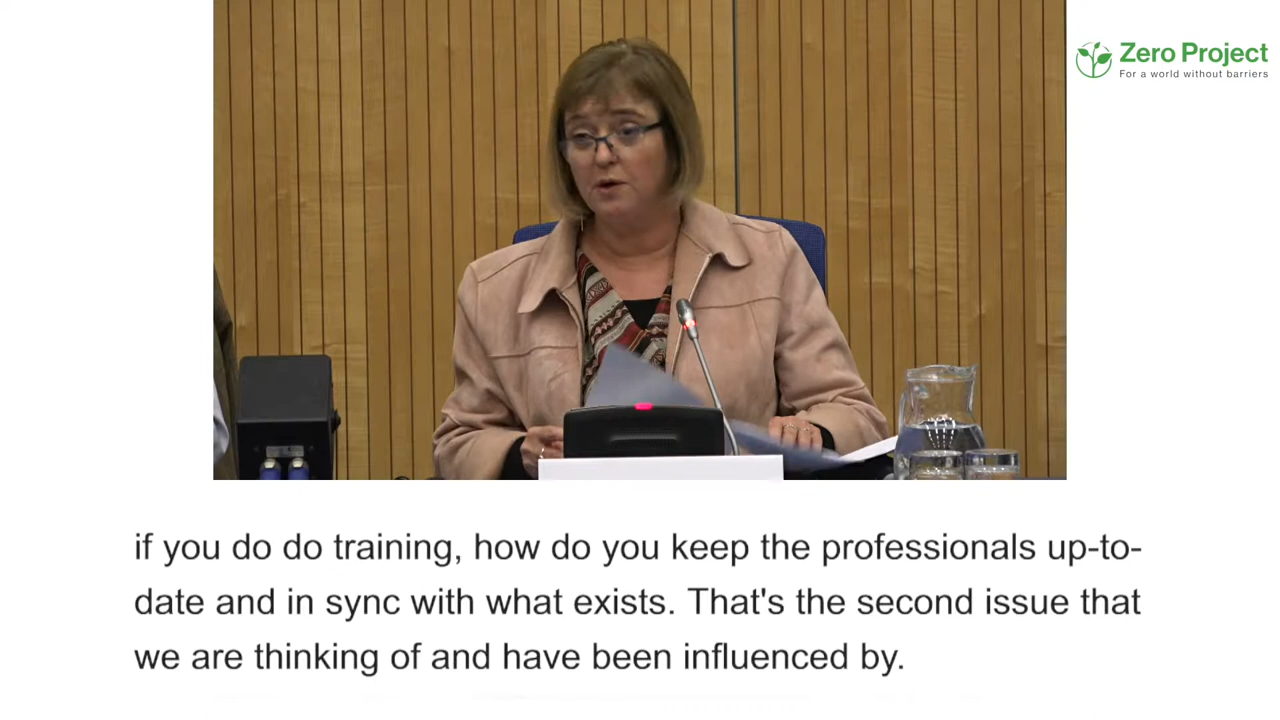 Zero Project
For a world without barriers
if you do do training, how do you keep the professionals up-to-
date and in sync with what exists. That's the second issue that
we are thinking of and have been influenced by.